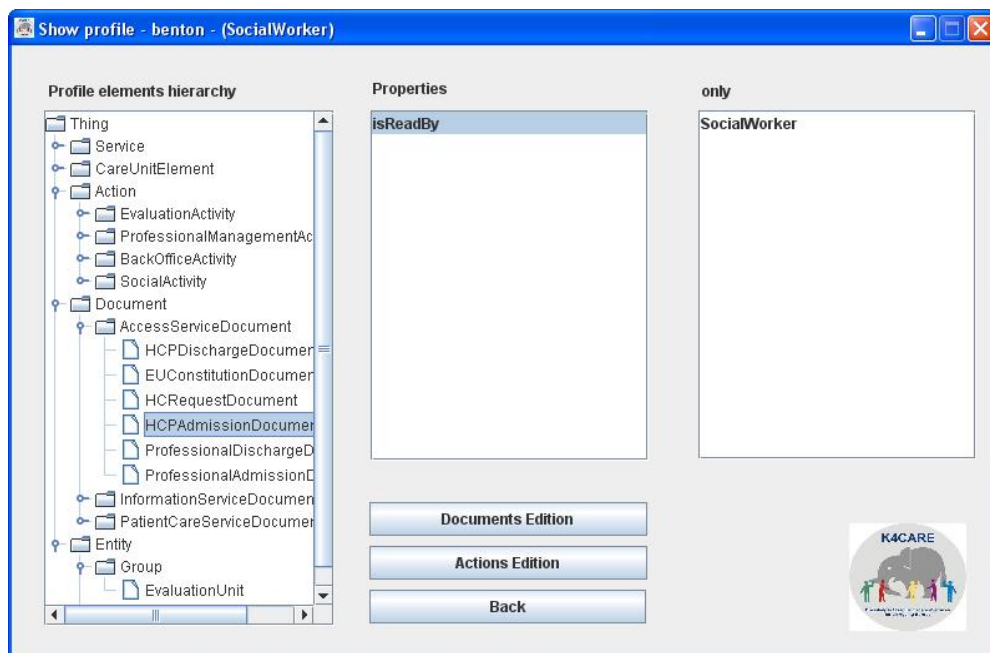 Show profile - benton - (SocialWorker)
Profile elements hierarchy
Thing
Service
CareUnitElement
Action
EvaluationActivity
ProfessionalManagementAc
BackOfficeActivity
SocialActivity
Document
AccessServiceDocument
HCPDischargeDocumer
EUConstitutionDocumer
HCRequestDocument
HCPAdmissionDocumer
ProfessionalDischargeD
ProfessionalAdmissionD
InformationServiceDocumen
PatientCareServiceDocumer
Entity
Group
EvaluationUnit
Properties
isReadBy
only
SocialWorker
Documents Edition
Actions Edition
Back
K4CARE